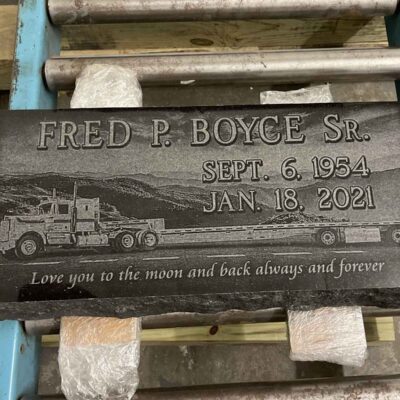 FRED P. BOYCE SR.
SEPT. 6, 1954
JAN. 18, 2021
Love you to the moon and back always and forever